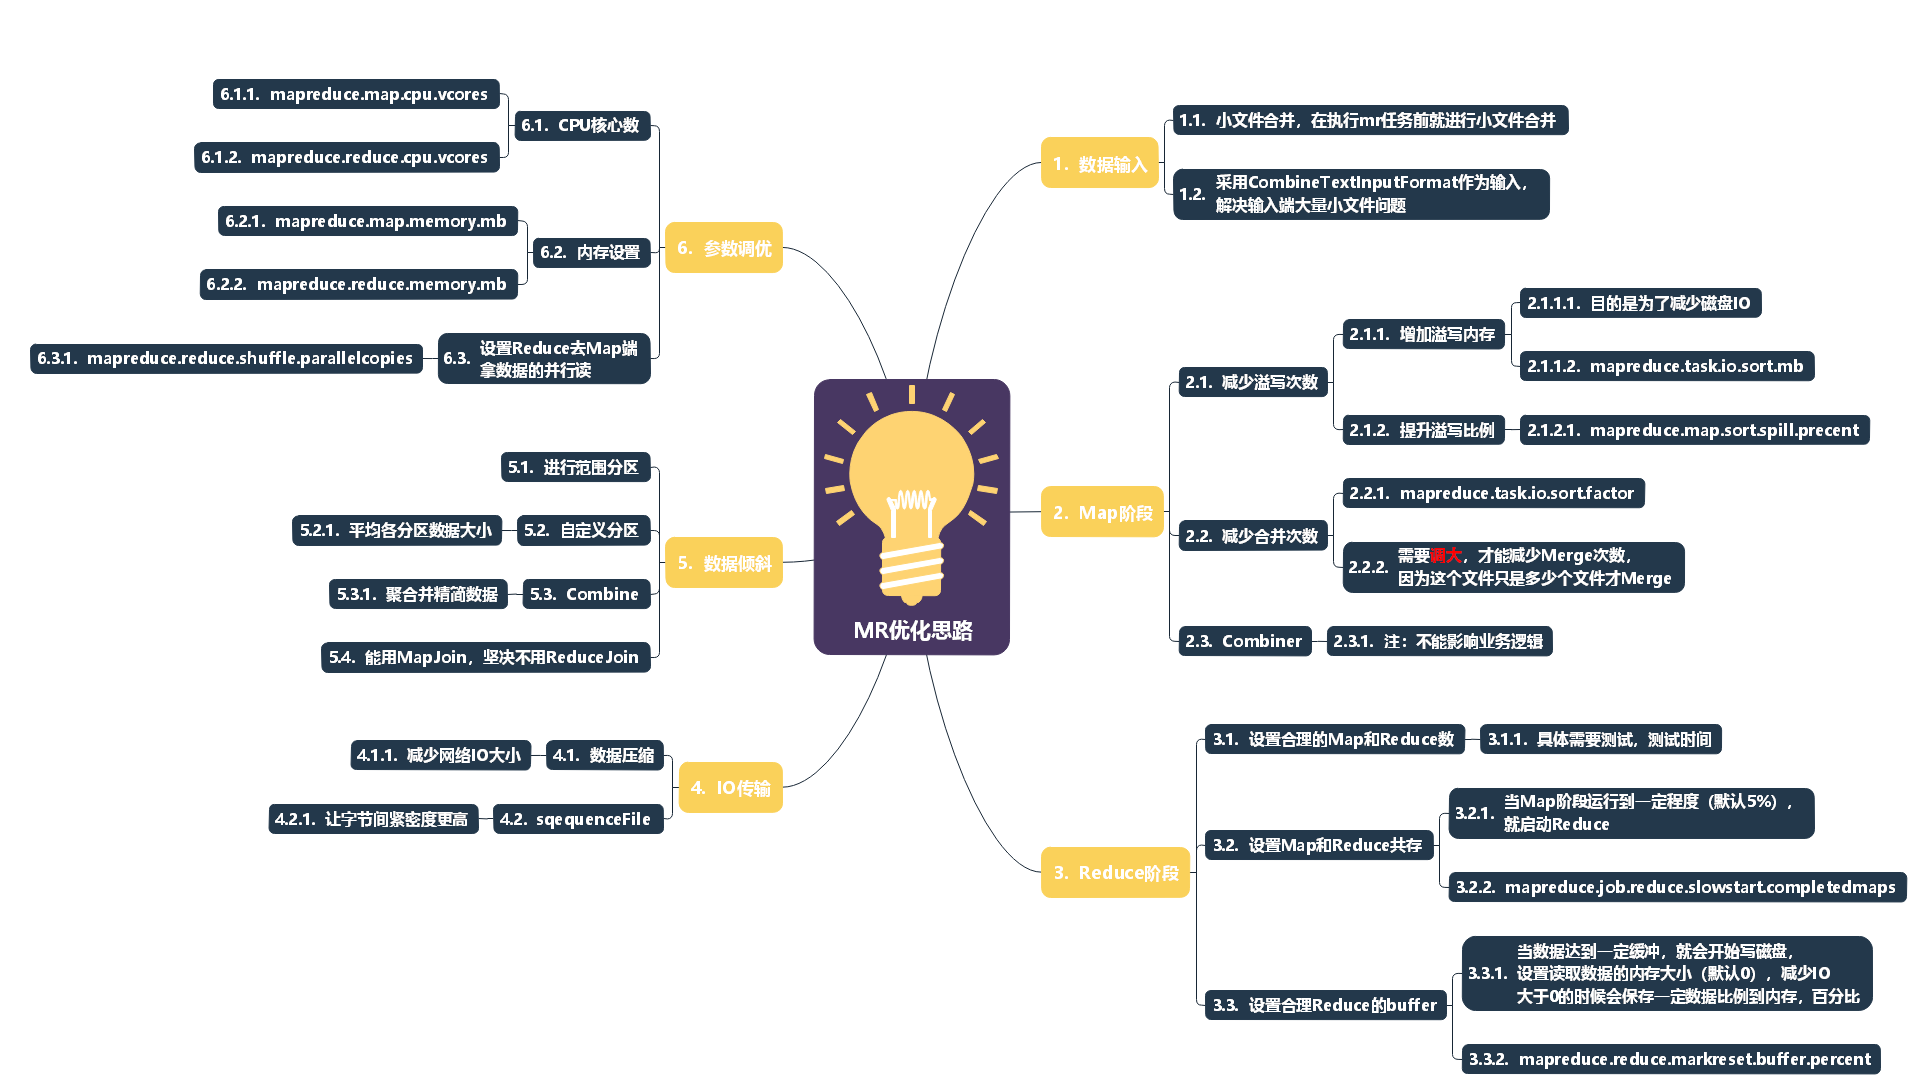 MR优化思路
1. 数据输入
1.1. 小文件合并，在执行mr任务前就进行小文件合并
1.2. 采用CombineTextInputFormat作为输入，
解决输入端大量小文件问题
2. Map阶段
2.1. 减少溢写次数
2.1.1. 增加溢写内存
2.1.1.1. 目的是为了减少磁盘IO
2.1.1.2. mapreduce.task.io.sort.mb
2.1.2. 提升溢写比例
2.1.2.1. mapreduce.map.sort.spill.precent
2.2. 减少合并次数
2.2.1. mapreduce.task.io.sort.factor
2.2.2. 需要调大，才能减少Merge次数，
因为这个文件只是多少个文件才Merge
2.3. Combiner
2.3.1. 注：不能影响业务逻辑
3. Reduce阶段
3.1. 设置合理的Map和Reduce数
3.1.1. 具体需要测试，测试时间
3.2. 设置Map和Reduce共存
3.2.1. 当Map阶段运行到一定程度（默认5%），
就启动Reduce
3.2.2. mapreduce.job.reduce.slowstart.completedmaps
3.3. 设置合理Reduce的buffer
3.3.1. 当数据达到一定缓冲，就会开始写磁盘，
设置读取数据的内存大小（默认0），减少IO
大于0的时候会保存一定数据比例到内存，百分比
3.3.2. mapreduce.reduce.markreset.buffer.percent
4. IO传输
4.1. 数据压缩
4.1.1. 减少网络IO大小
4.2. sqequenceFile
4.2.1. 让字节间紧密度更高
5. 数据倾斜
5.1. 进行范围分区
5.2. 自定义分区
5.2.1. 平均各分区数据大小
5.3. Combine
5.3.1. 聚合并精简数据
5.4. 能用MapJoin，坚决不用ReduceJoin
6. 参数调优
6.1. CPU核心数
6.1.1. mapreduce.map.cpu.vcores
6.1.2. mapreduce.reduce.cpu.vcores
6.2. 内存设置
6.2.1. mapreduce.map.memory.mb
6.2.2. mapreduce.reduce.memory.mb
6.3. 设置Reduce去Map端
拿数据的并行读
6.3.1. mapreduce.reduce.shuffle.parallelcopies